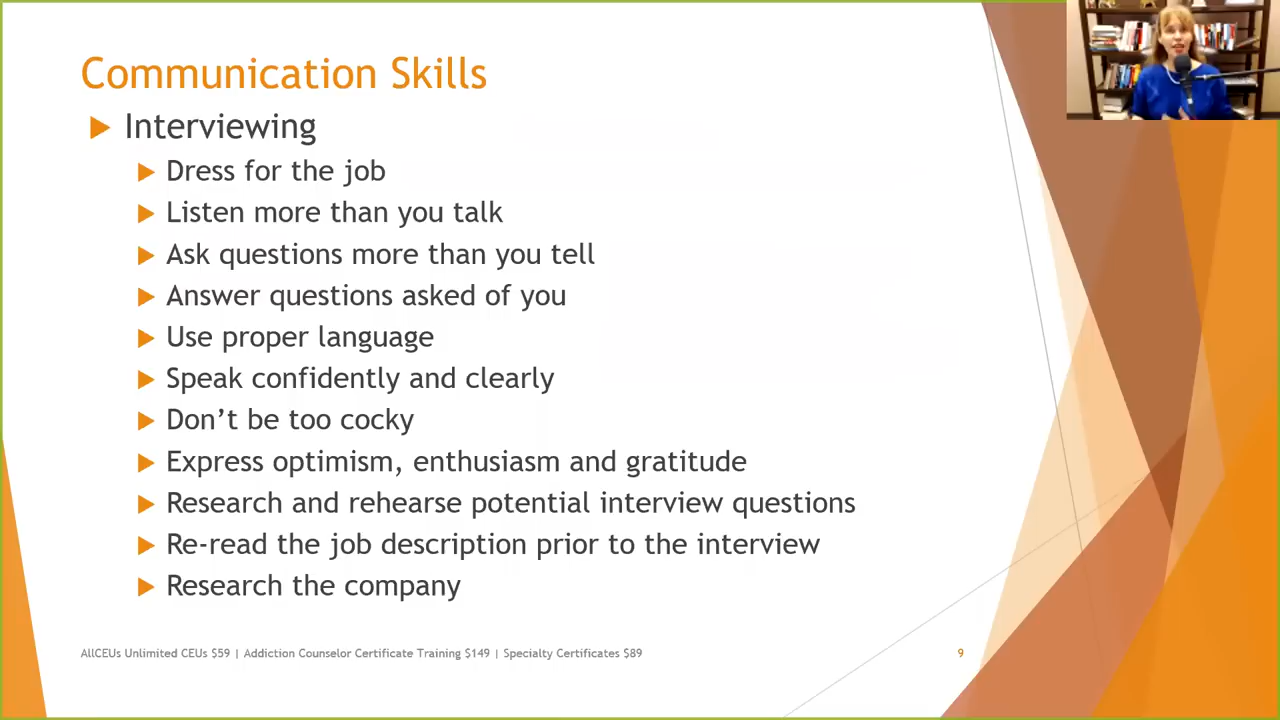 Communication Skills
Interviewing
Dress for the job
Listen more than you talk
Ask questions more than you tell
Answer questions asked of you
Use proper language
Speak confidently and clearly
Don’t be too cocky
Express optimism, enthusiasm and gratitude
Research and rehearse potential interview questions
Re-read the job description prior to the interview
Research the company
AllCEUs Unlimited CEUs $59 | Addiction Counselor Certificate Training $149 | Specialty Certificates $89
9